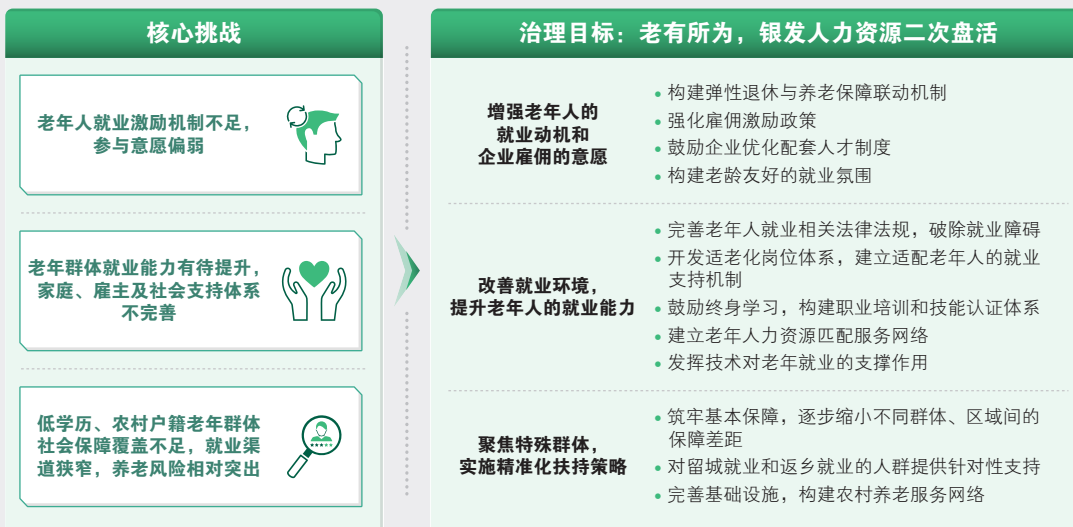 核心挑战
老年人就业激励机制不足，
参与意愿偏弱
老年群体就业能力有待提升，
家庭、雇主及社会支持体系
不完善
低学历、农村户籍老年群体
社会保障覆盖不足，就业渠
道狭窄，养老风险相对突出
治理目标：老有所为，银发人力资源二次盘活
增强老年人的
就业动机和
企业雇佣的意愿
• 构建弹性退休与养老保障联动机制
• 强化雇佣激励政策
• 鼓励企业优化配套人才制度
• 构建老龄友好的就业氛围
改善就业环境，
提升老年人的就业能力
• 完善老年人就业相关法律法规，破除就业障碍
• 开发适老化岗位体系，建立适配老年人的就业
支持机制
• 鼓励终身学习，构建职业培训和技能认证体系
• 建立老年人力资源匹配服务网络
• 发挥技术对老年就业的支撑作用
聚焦特殊群体，
实施精准化扶持策略
• 筑牢基本保障，逐步缩小不同群体、区域间的
保障差距
• 对留城就业和返乡就业的人群提供针对性支持
• 完善基础设施，构建农村养老服务网络